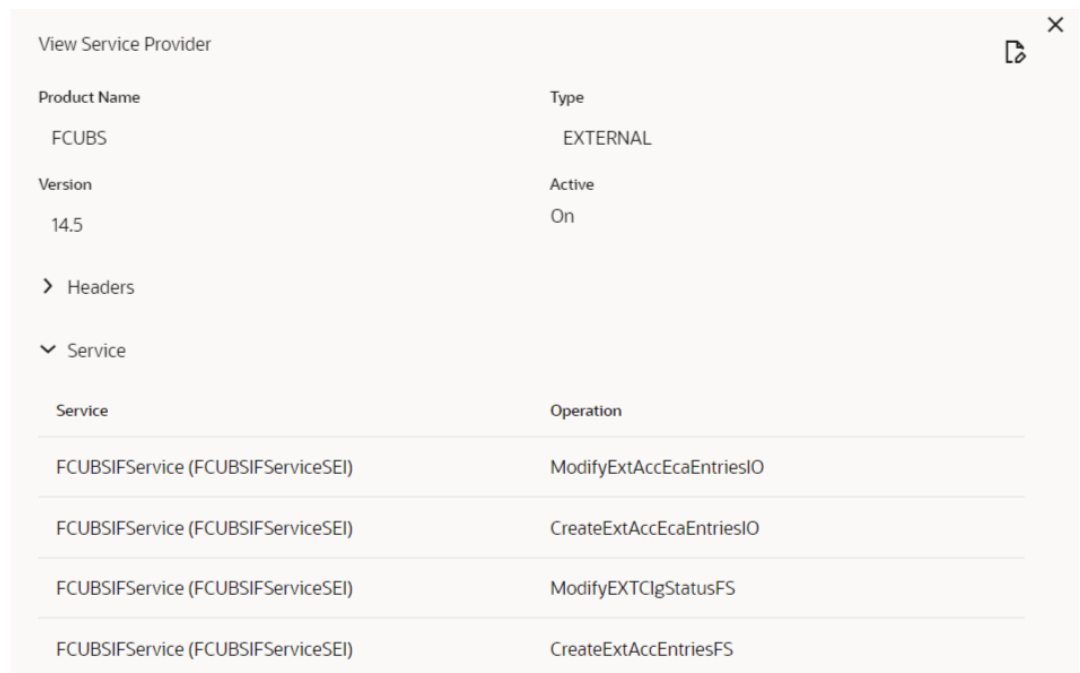 View Service Provider
Product Name Type
FCUBS EXTERNAL
Version Active
14.5 On
Headers
Service
Service Operation
FCUBSIFService (FCUBSIFServiceSEI) ModifyExtAccEcaEntriesIO
FCUBSIFService (FCUBSIFServiceSEI) CreateExtAccEcaEntriesIO
FCUBSIFService (FCUBSIFServiceSEI) ModifyEXTClgStatusFS
FCUBSIFService (FCUBSIFServiceSEI) CreateExtAccEntriesFS